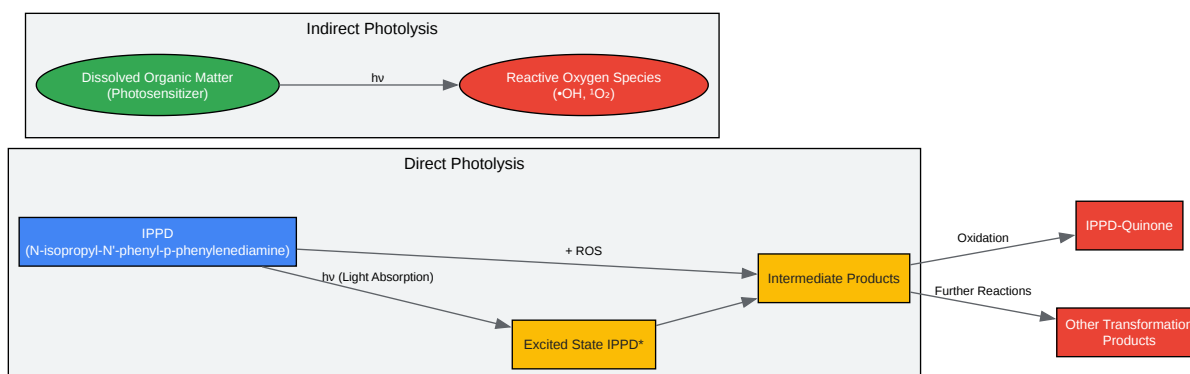 Indirect Photolysis
Dissolved Organic Matter
(Photosensitizer)
hν
Reactive Oxygen Species
(•OH, ¹O₂)
Direct Photolysis
IPPD
(N-isopropyl-N'-phenyl-p-phenylenediamine)
+ ROS
hν (Light Absorption)
Excited State IPPD*
Intermediate Products
Oxidation
IPPD-Quinone
Further Reactions
Other Transformation
Products